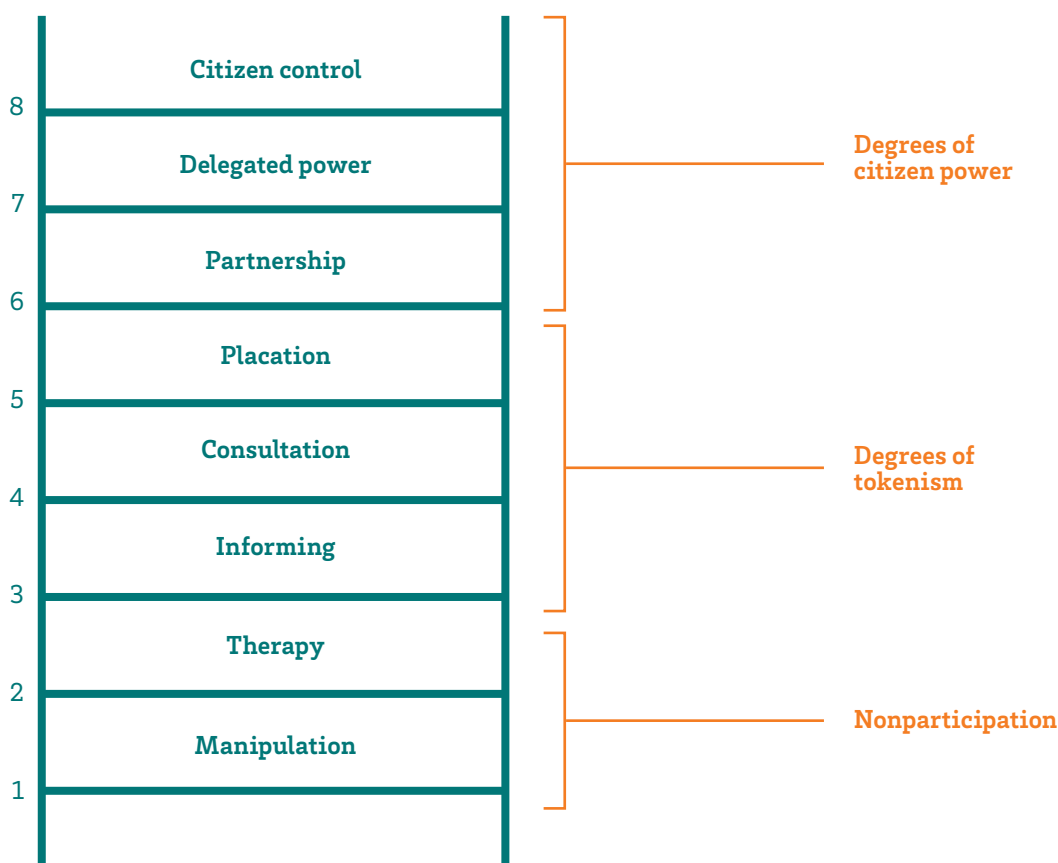 Citizen control
8
Delegated power
7
Partnership
6
Placation
5
Consultation
4
Informing
3
Therapy
2
Manipulation
1
Degrees of
citizen power
Degrees of
tokenism
Nonparticipation